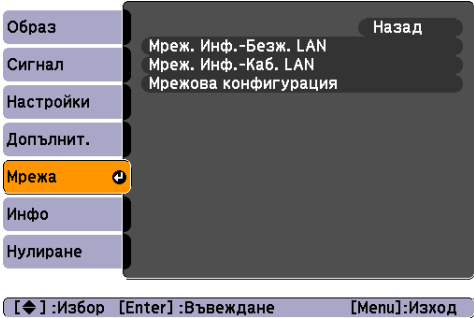 Образ
Сигнал
Настройки
Допълнит.
Мрежа
Инфо
Нулиране
Назад
Мреж. Инф.-Безж. LAN
Мреж. Инф.-Каб. LAN
Мрежова конфигурация
[◆] :Избор [Enter] :Въвеждане [Menu]:Изход